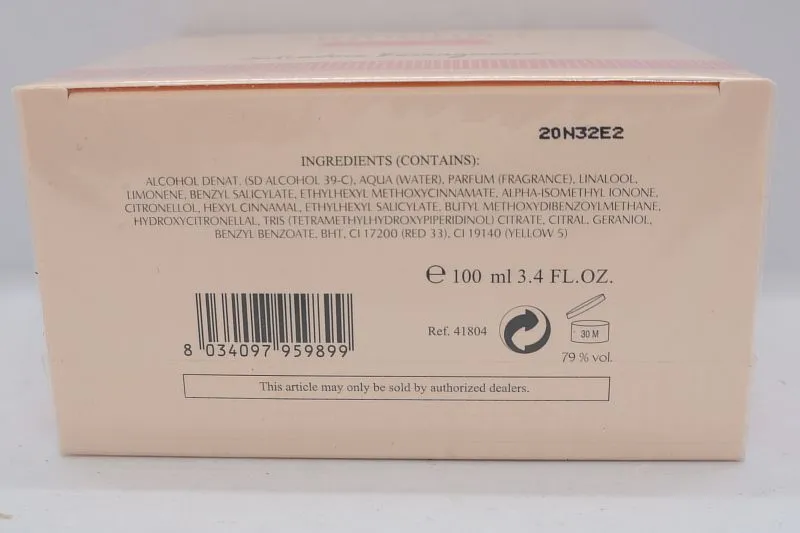 20N32E2
INGREDIENTS (CONTAINS):
ALCOHOL DENAT. (SD ALCOHOL 39-C), AQUA (WATER), PARFUM (FRAGRANCE), LINALOOL,
LIMONENE, BENZYL SALICYLATE, ETHYLHEXYL METHOXYCINNAMATE, ALPHA-ISOMETHYL IONONE,
CITRONELLOL, HEXYL CINNAMAL, ETHYLHEXYL SALICYLATE, BUTYL METHOXYDIBENZOYLMETHANE,
HYDROXYCITRONELLAL, TRIS (TETRAMETHYLHYDROXYPIPERIDINOL) CITRATE, CITRAL, GERANIOL,
BENZYL BENZOATE, BHT, CI 17200 (RED 33), CI 19140 (YELLOW 5)
℮ 100 ml 3.4 FL.OZ.
Ref. 41804
30 M
8 034097 959899
79 % vol.
This article may only be sold by authorized dealers.